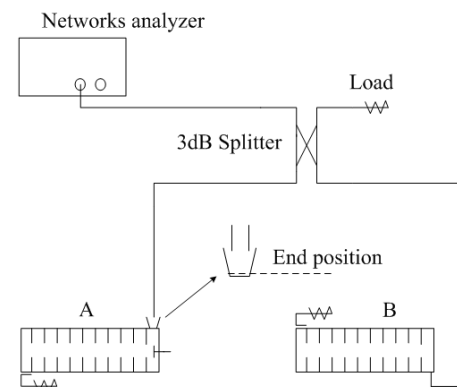 Networks analyzer
Load
3dB Splitter
End position
A
B